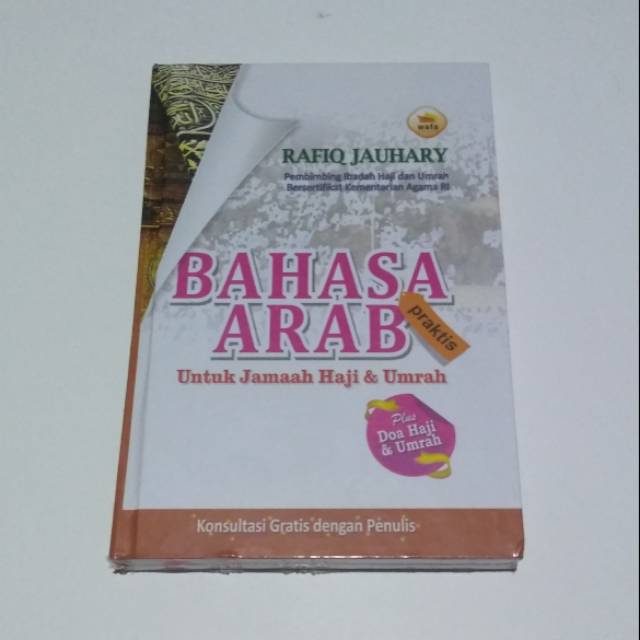 wafa
RAFIQ JAUHARY
Pembimbing Ibadah Haji dan Umrah
Bersertifikat Kementerian Agama RI
BAHASA
ARAB
praktis
Untuk Jamaah Haji & Umrah
Plus
Doa Haji
& Umrah
Konsultasi Gratis dengan Penulis